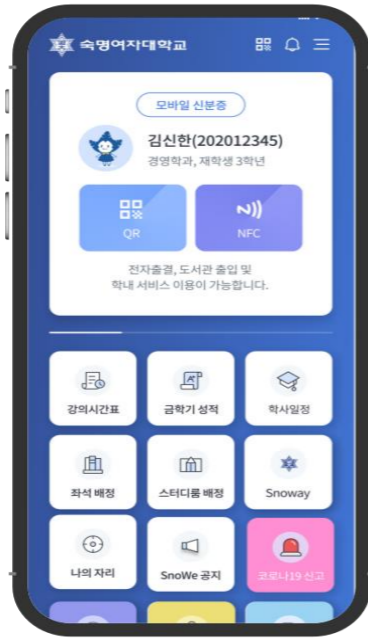 숙명여자대학교
모바일 신분증
김신한(202012345)
경영학과, 재학생 3학년
QR
NFC
전자출결, 도서관 출입 및
학내 서비스 이용이 가능합니다.
강의시간표
금학기 성적
학사일정
좌석 배정
스터디룸 배정
Snoway
나의 자리
SnoWe 공지
코로나19 신고